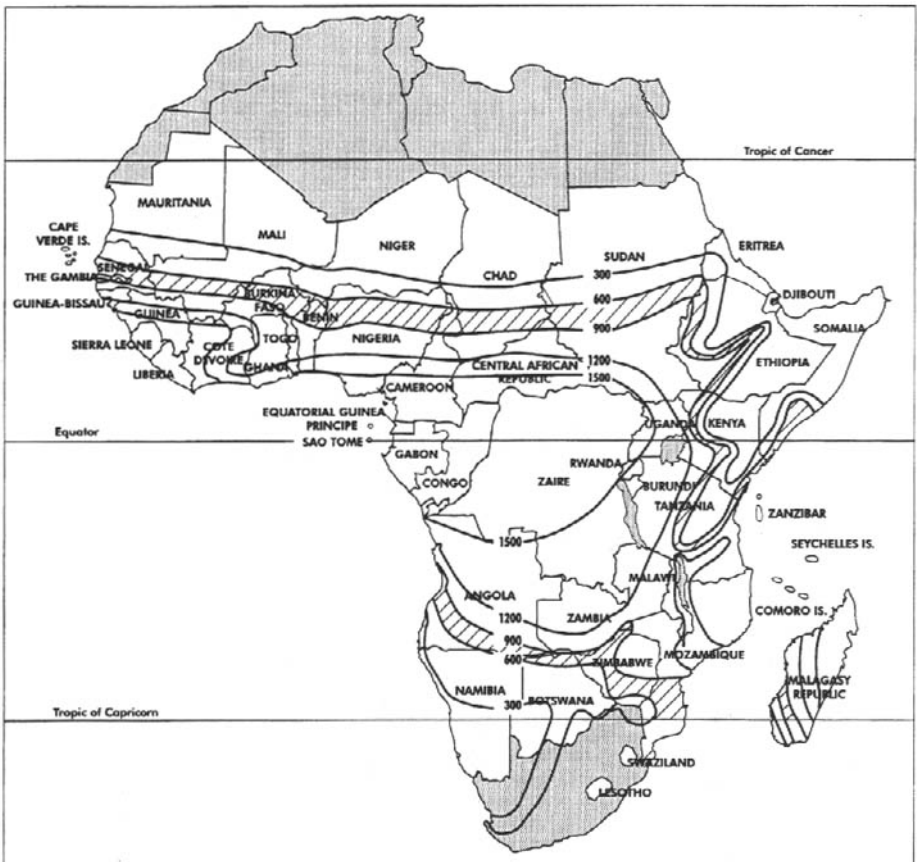 Tropic of Cancer
MAURITANIA
CAPE
VERDE IS.
MALI
NIGER
CHAD
SUDAN
ERITREA
300
SENEGAL
THE GAMBIA
600
DJIBOUTI
GUINEA-BISSAU
BURKINA
FASO
BENIN
900
GUINEA
SOMALIA
SIERRA LEONE
COTE
D'VOIRE
TOGO
NIGERIA
ETHIOPIA
LIBERIA
GHANA
1200
CENTRAL AFRICAN
REPUBLIC
1500
CAMEROON
EQUATORIAL GUINEA
PRINCIPE
UGANDA
KENYA
Equator
SAO TOME
GABON
RWANDA
CONGO
ZAIRE
BURUNDI
TANZANIA
ZANZIBAR
1500
SEYCHELLES IS.
MALAWI
ANGOLA
COMORO IS.
1200
ZAMBIA
900
600
ZIMBABWE
MOZAMBIQUE
NAMIBIA
MALAGASY
REPUBLIC
300
BOTSWANA
Tropic of Capricorn
SWAZILAND
LESOTHO